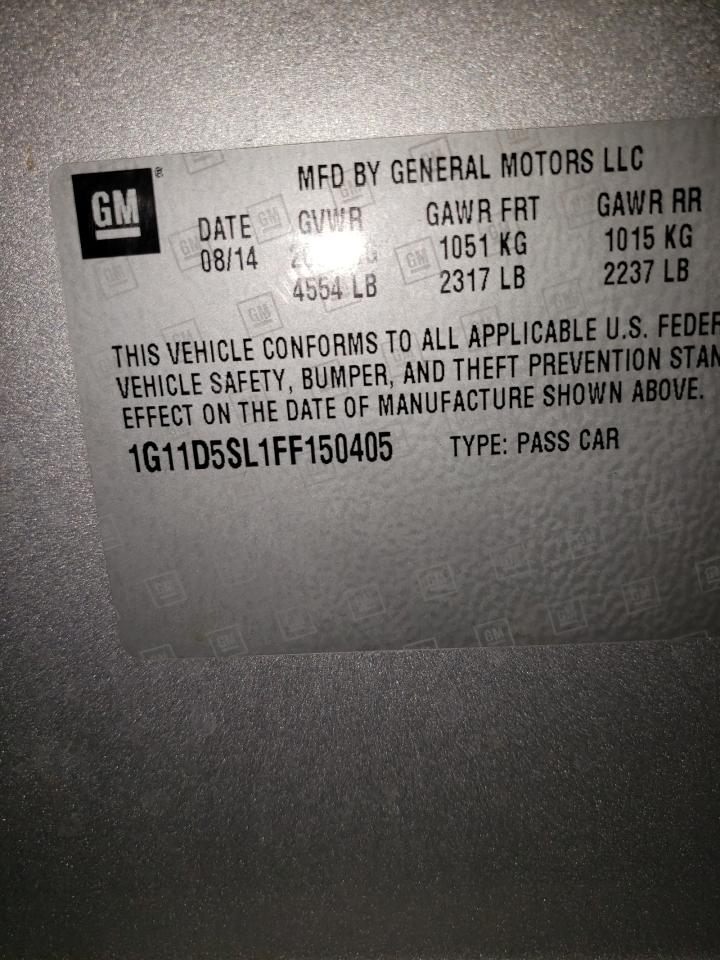 GM
MFD BY GENERAL MOTORS LLC
DATE GVWR GAWR FRT GAWR RR
08/14 1051 KG 1015 KG
4554 LB 2317 LB 2237 LB
THIS VEHICLE CONFORMS TO ALL APPLICABLE U.S. FEDER
VEHICLE SAFETY, BUMPER, AND THEFT PREVENTION STAN
EFFECT ON THE DATE OF MANUFACTURE SHOWN ABOVE.
1G11D5SL1FF150405 TYPE: PASS CAR